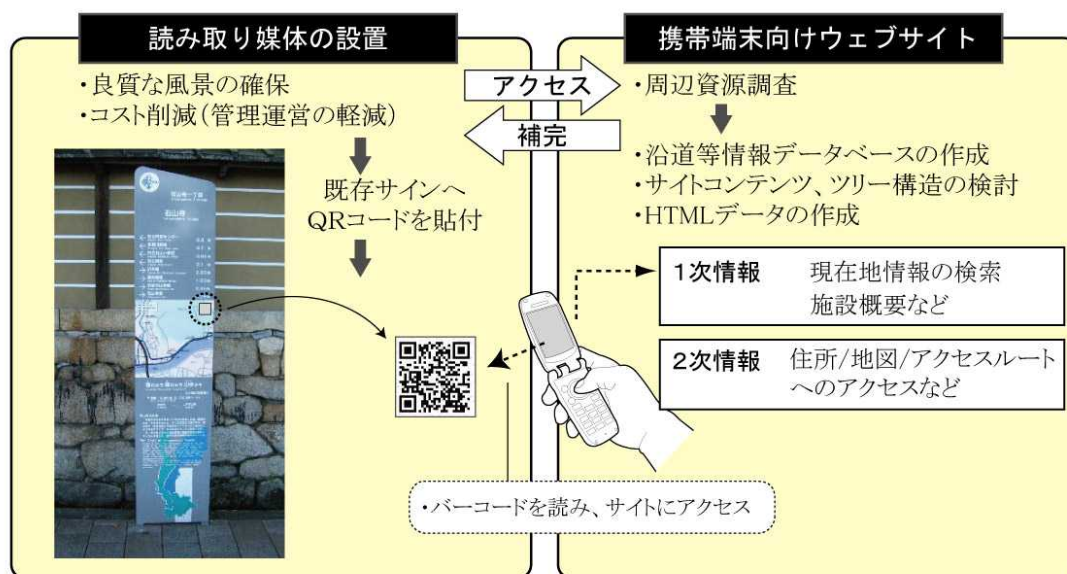 読み取り媒体の設置
・良質な風景の確保
・コスト削減（管理運営の軽減）
既存サインへ
QRコードを貼付
アクセス
補完
携帯端末向けウェブサイト
・周辺資源調査
・沿道等情報データベースの作成
・サイトコンテンツ、ツリー構造の検討
・HTMLデータの作成
1次情報　現在地情報の検索
施設概要など
2次情報　住所/地図/アクセスルート
へのアクセスなど
・バーコードを読み、サイトにアクセス
石山寺